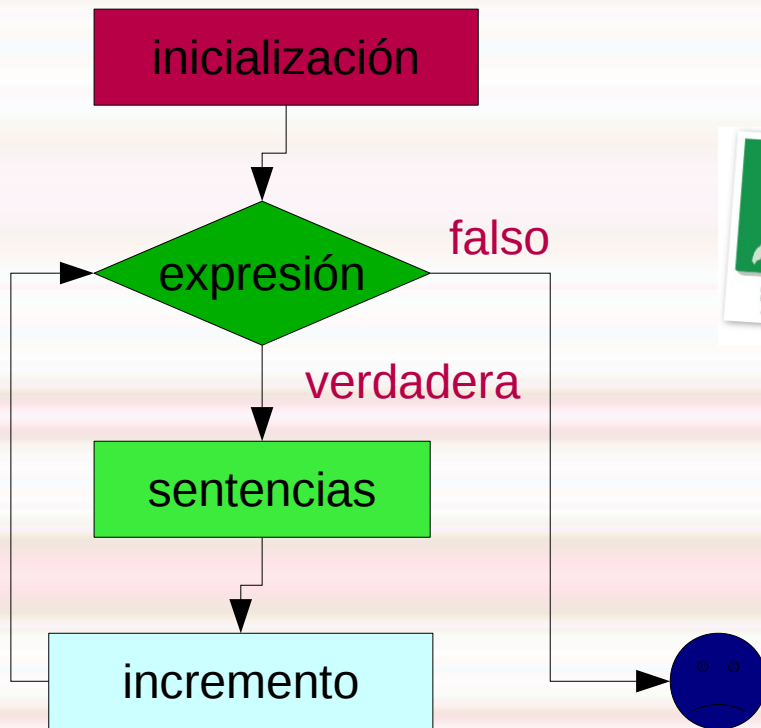 inicialización
falso
expresión
verdadera
sentencias
incremento